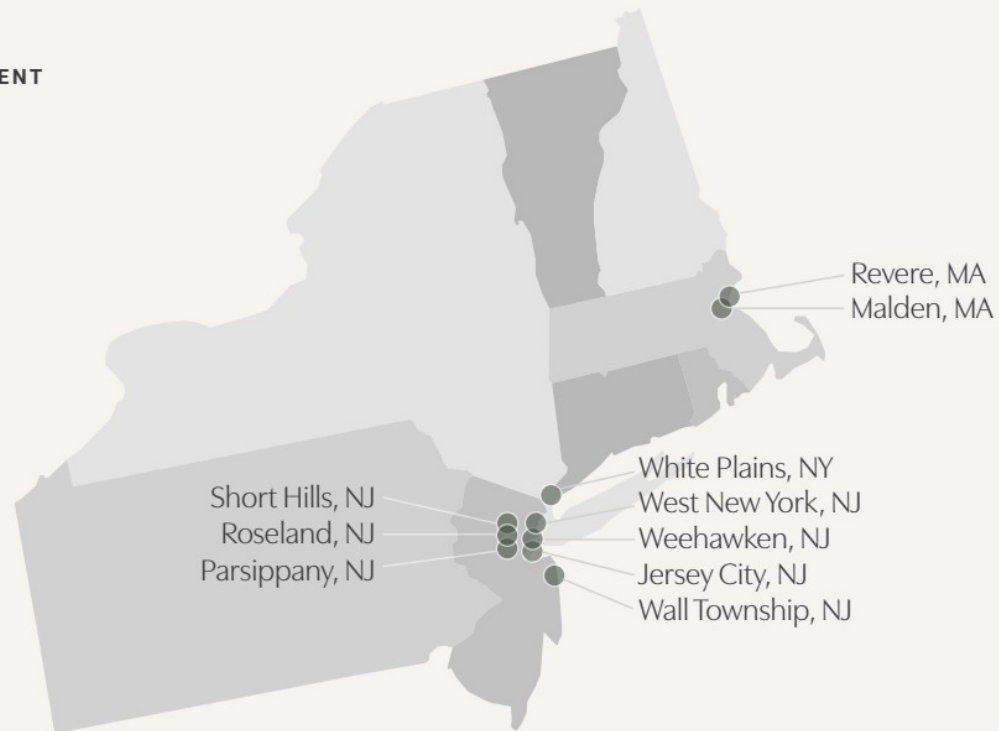 ENT
Revere, MA
Malden, MA
White Plains, NY
West New York, NJ
Weehawken, NJ
Jersey City, NJ
Wall Township, NJ
Short Hills, NJ
Roseland, NJ
Parsippany, NJ